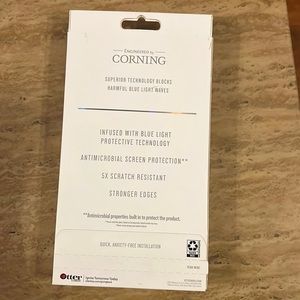 ENGINEERED by
CORNING
SUPERIOR TECHNOLOGY BLOCKS
HARMFUL BLUE LIGHT WAVES
INFUSED WITH BLUE LIGHT
PROTECTIVE TECHNOLOGY
ANTIMICROBIAL SCREEN PROTECTION**
5X SCRATCH RESISTANT
STRONGER EDGES
**Antimicrobial properties built in to protect the product.
QUICK, ANXIETY-FREE INSTALLATION
Otter